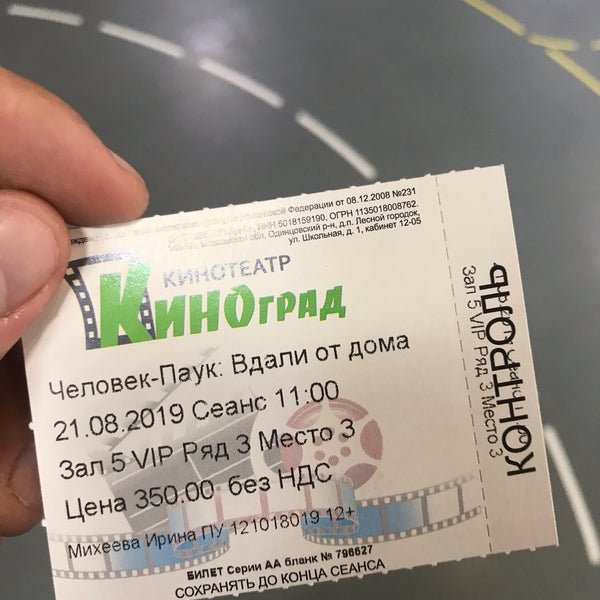 Федерации от 08.12.2008 №231
ИНН 5018159190, ОГРН 1135018008762.
Московская обл, Одинцовский р-н, д.п. Лесной городок,
ул. Школьная, д. 1, кабинет 12-05
КИНОТЕАТР
КИНОГРАД
Человек-Паук: Вдали от дома
21.08.2019 Сеанс 11:00
Зал 5 VIP Ряд 3 Место 3
Цена 350.00 без НДС
Михеева Ирина ПУ 121018019 12+
БИЛЕТ Серии АА бланк № 796627
СОХРАНЯТЬ ДО КОНЦА СЕАНСА
КОНТРОЛЬ
Зал 5 VIP Ряд 3 Место 3